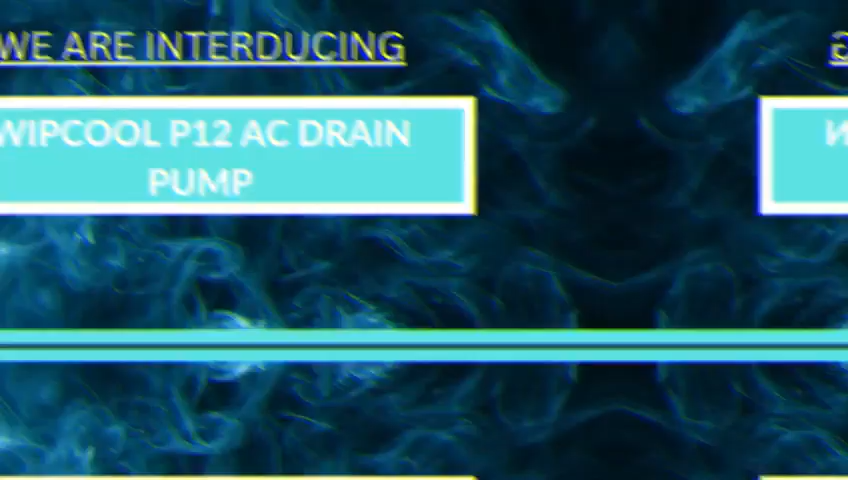 WE ARE INTERDUCING
WIPCOOL P12 AC DRAIN
PUMP